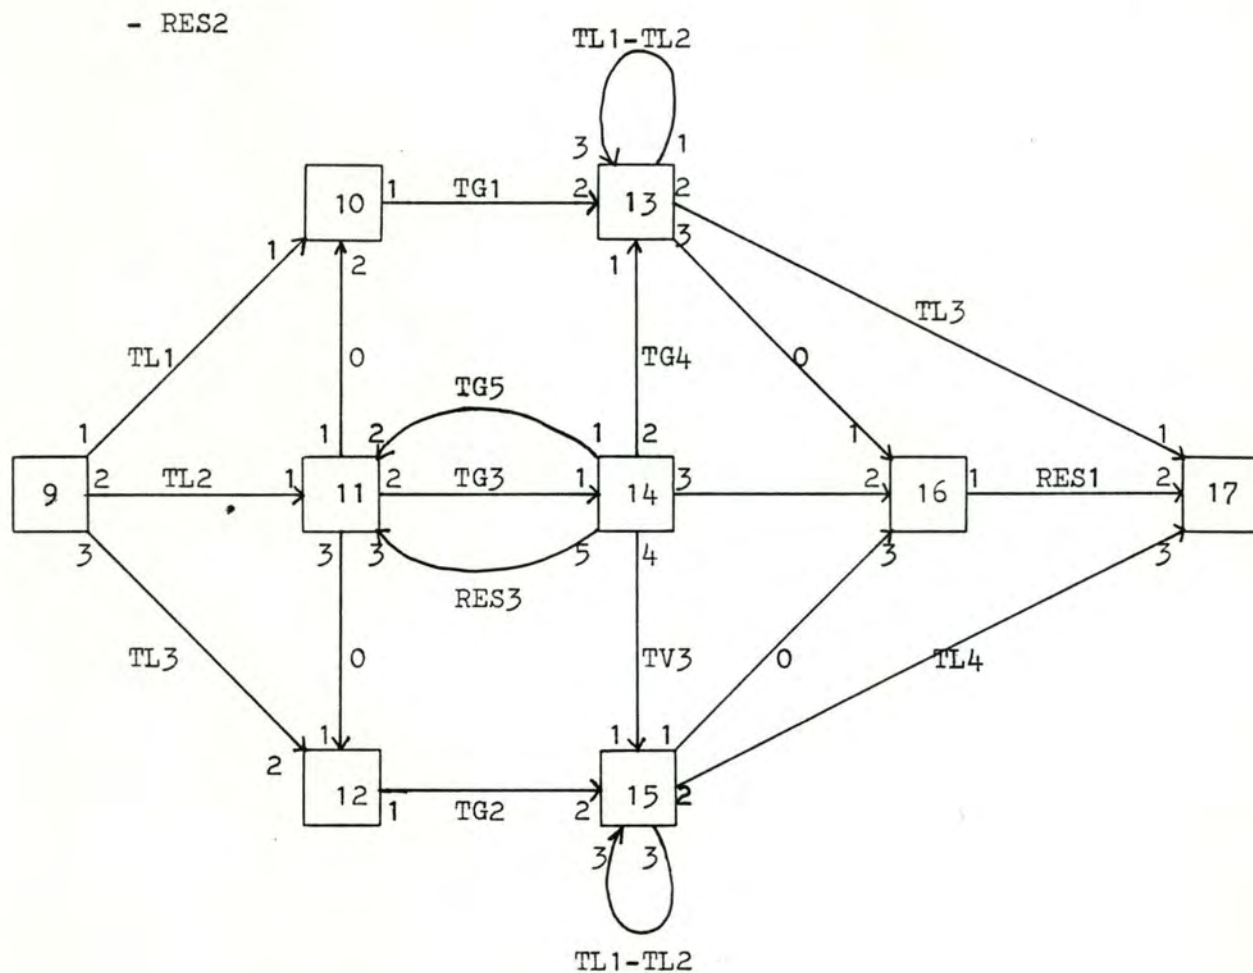 - RES2
TL1-TL2
3 1
10 1 TG1 2 13 2
3
1 2 1
TL3
TL1 0 TG4 0
TG5
1 1 2 1 2 1 1
9 2 TL2 1 11 2 TG3 1 14 3 2 16 1 RES1 2 17
3 3 3 5 4 3 3
RES3
TL3 0 TV3 0 TL4
1 1 1
2
12 1 TG2 2 15 2
3 3
TL1-TL2